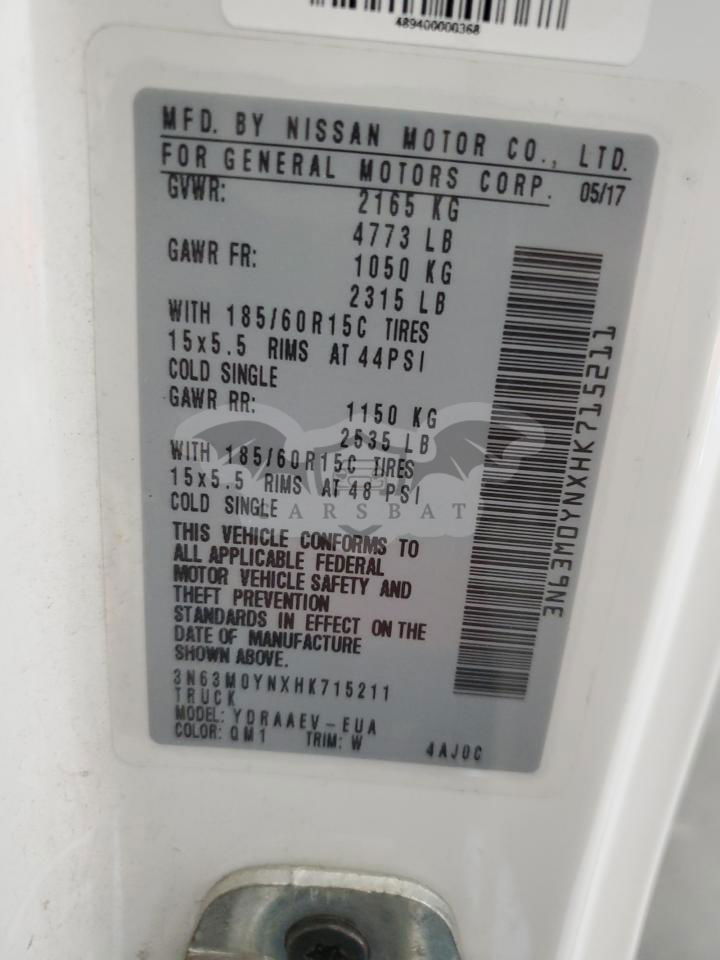 489400000368
MFD. BY NISSAN MOTOR CO., LTD.
FOR GENERAL MOTORS CORP. 05/17
GVWR: 2165 KG
4773 LB
GAWR FR: 1050 KG
2315 LB
WITH 185/60R15C TIRES
15x5.5 RIMS AT 44PSI
COLD SINGLE
GAWR RR: 1150 KG
2535 LB
WITH 185/60R15C TIRES
15x5.5 RIMS AT 48 PSI
COLD SINGLE
CARSBAT
THIS VEHICLE CONFORMS TO
ALL APPLICABLE FEDERAL
MOTOR VEHICLE SAFETY AND
THEFT PREVENTION
STANDARDS IN EFFECT ON THE
DATE OF MANUFACTURE
SHOWN ABOVE.
3N63M0YNXHK715211
TRUCK
MODEL: YDRAAEV-EUA
COLOR: QM1 TRIM: W 4AJ0C
3N63M0YNXHK715211